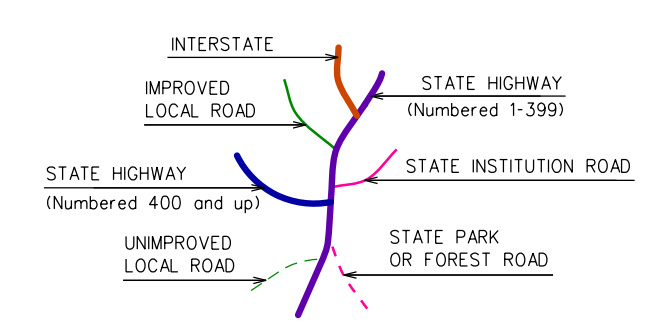 INTERSTATE
IMPROVED
LOCAL ROAD
STATE HIGHWAY
(Numbered 1-399)
STATE HIGHWAY
(Numbered 400 and up)
STATE INSTITUTION ROAD
UNIMPROVED
LOCAL ROAD
STATE PARK
OR FOREST ROAD